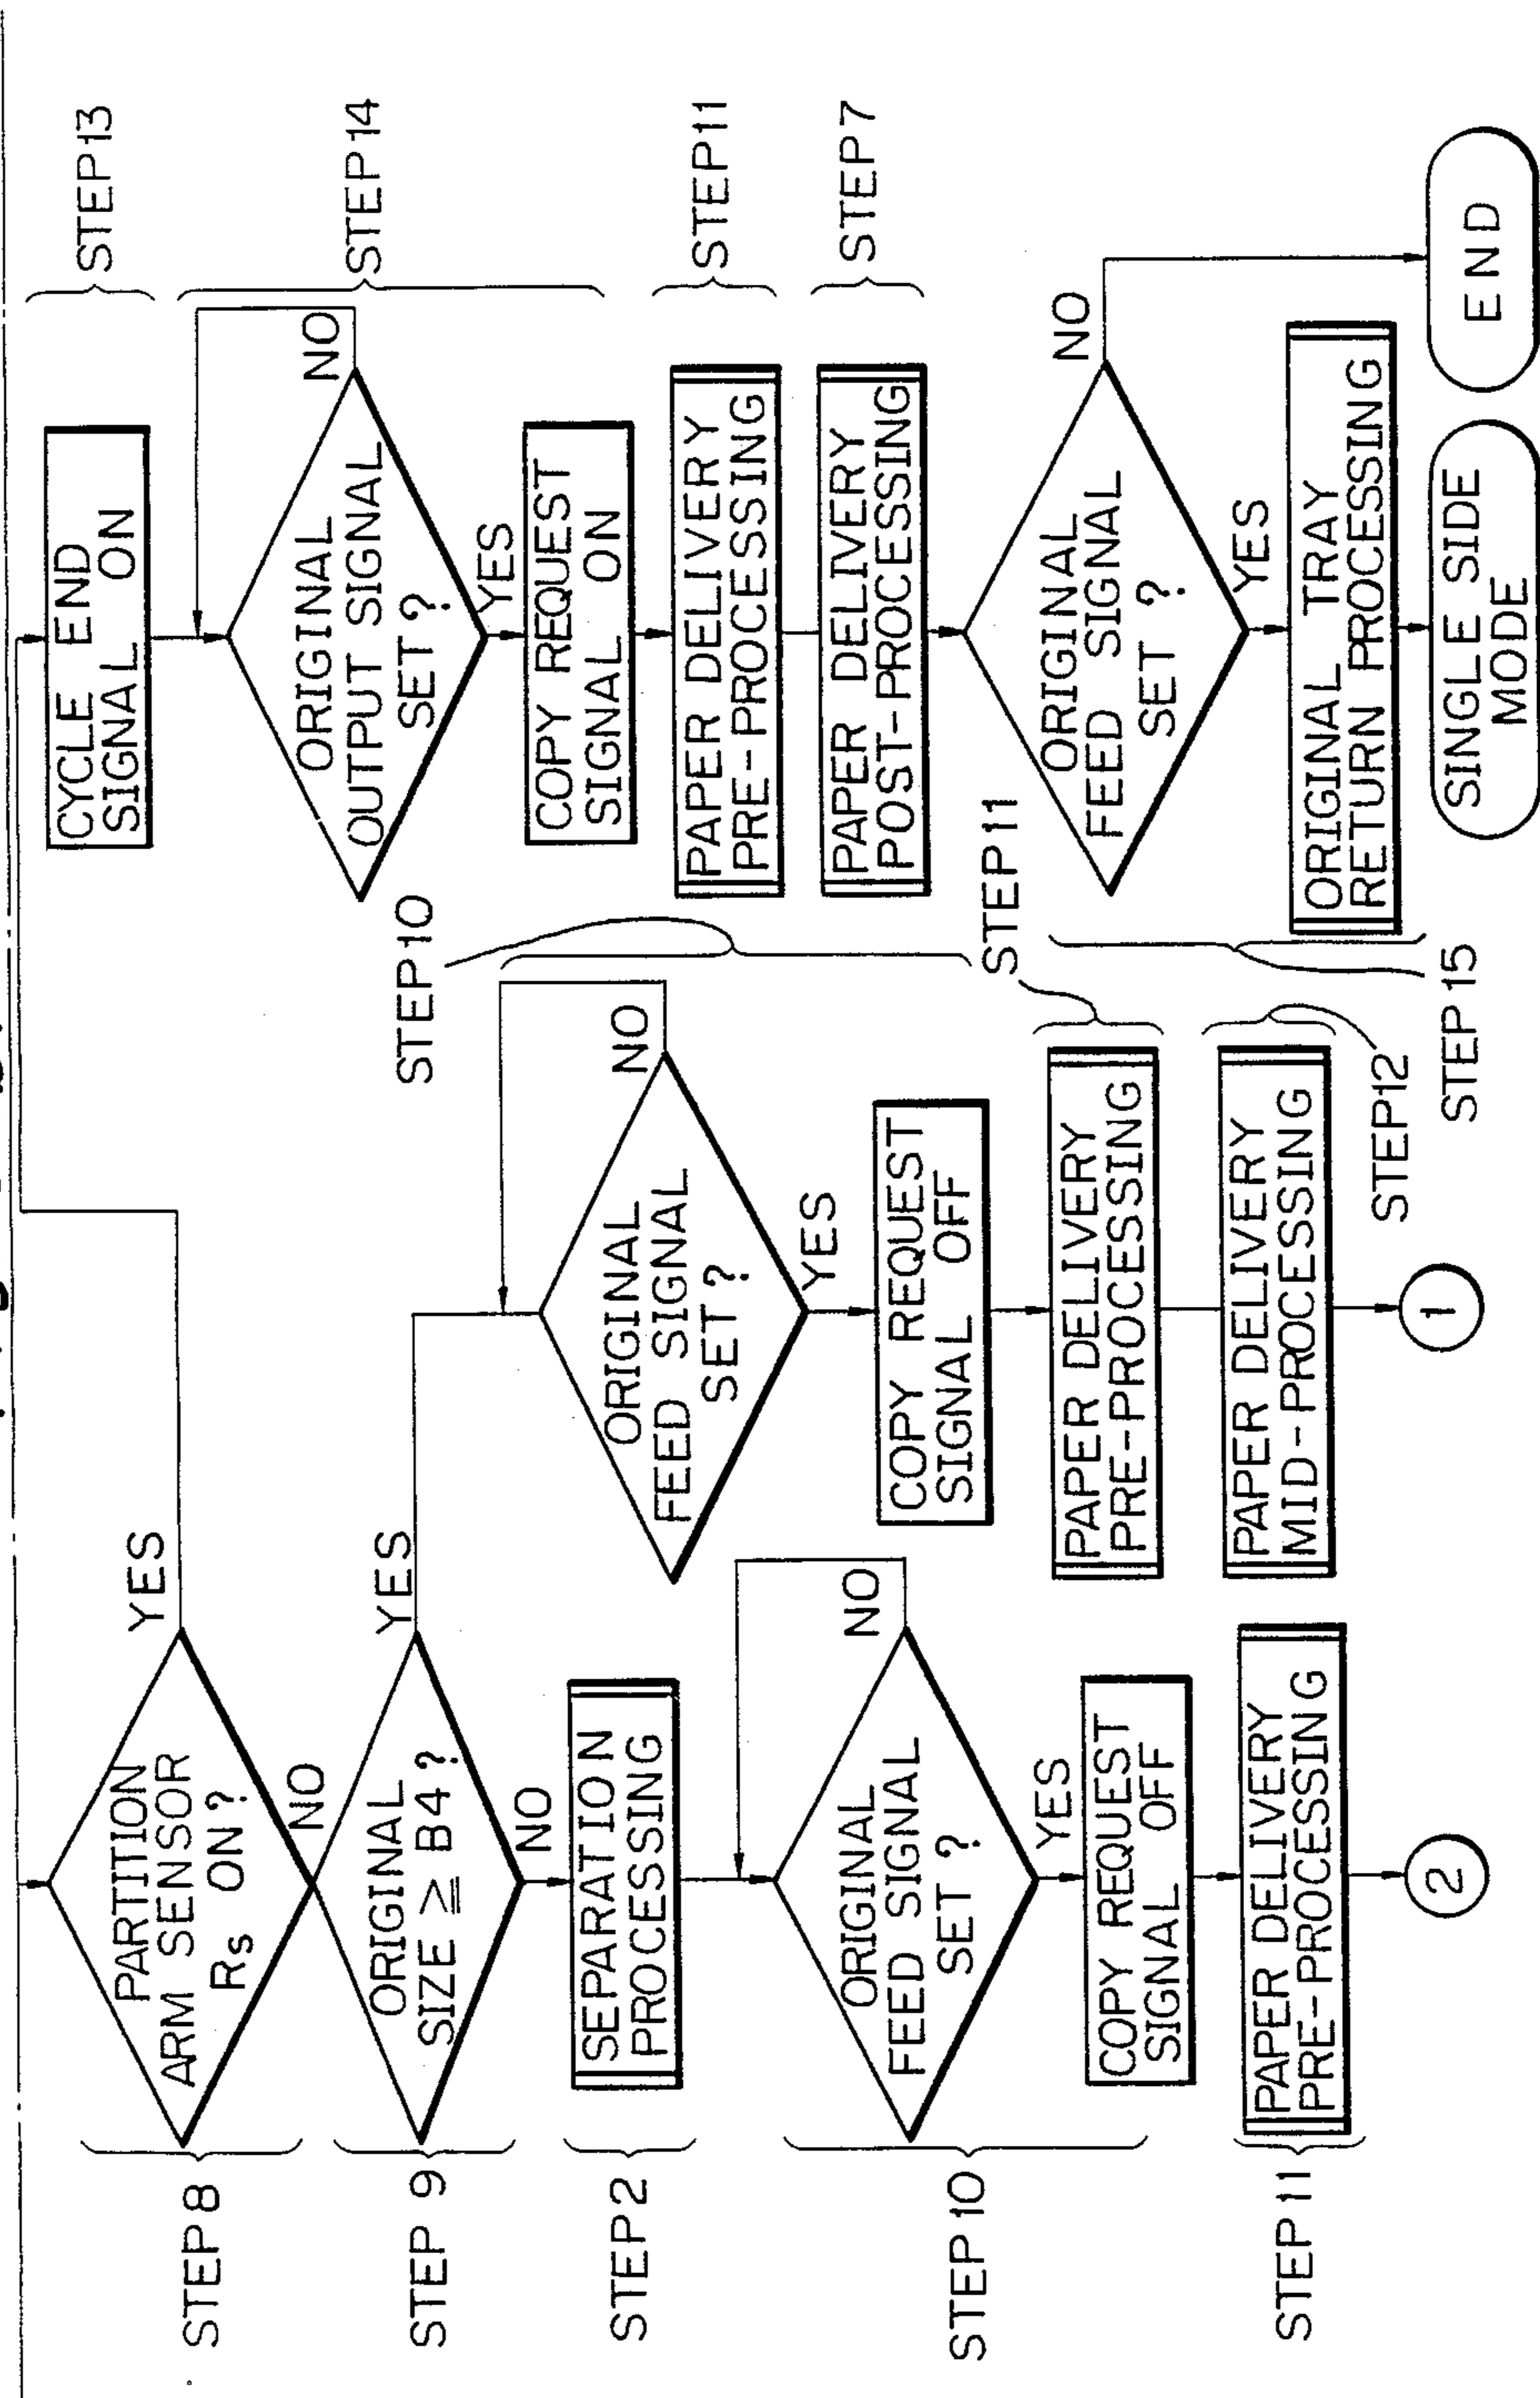 STEP 8
PARTITION
ARM SENSOR
Rs ON?
YES
NO
STEP 9
ORIGINAL
SIZE ≧ B4?
YES
NO
STEP 2
SEPARATION
PROCESSING
STEP 10
ORIGINAL
FEED SIGNAL
SET ?
NO
YES
COPY REQUEST
SIGNAL OFF
STEP 11
PAPER DELIVERY
PRE-PROCESSING
2
STEP 10
ORIGINAL
FEED SIGNAL
SET ?
NO
YES
COPY REQUEST
SIGNAL OFF
STEP 11
PAPER DELIVERY
PRE-PROCESSING
PAPER DELIVERY
MID-PROCESSING
STEP 12
1
CYCLE END
SIGNAL ON
STEP 13
ORIGINAL
OUTPUT SIGNAL
SET ?
NO
YES
STEP 14
COPY REQUEST
SIGNAL ON
PAPER DELIVERY
PRE-PROCESSING
STEP 11
PAPER DELIVERY
POST-PROCESSING
STEP 7
ORIGINAL
FEED SIGNAL
SET ?
NO
YES
ORIGINAL TRAY
RETURN PROCESSING
STEP 15
SINGLE SIDE
MODE
END